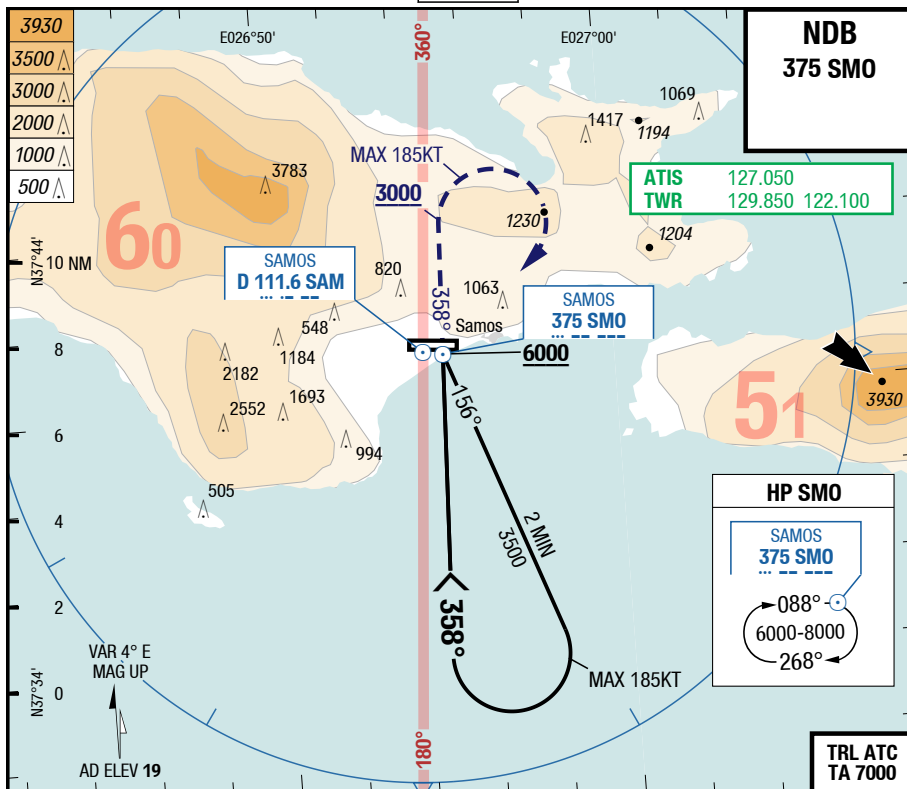 3930
3500
3000
2000
1000
500
E026°50'
360°
E027°00'
NDB
375 SMO
1069
1417
1194
MAX 185KT
3783
3000
ATIS 127.050
TWR 129.850 122.100
1230
1204
60
N37°44'
10 NM
SAMOS
D 111.6 SAM
820
1063
358°
SAMOS
375 SMO
548
Samos
8
1184
6000
2182
3930
51
156°
2552
1693
6
994
HP SMO
505
SAMOS
375 SMO
4
2 MIN
3500
088°
6000-8000
268°
2
358°
VAR 4° E
MAG UP
MAX 185KT
N37°34'
0
180°
AD ELEV 19
TRL ATC
TA 7000